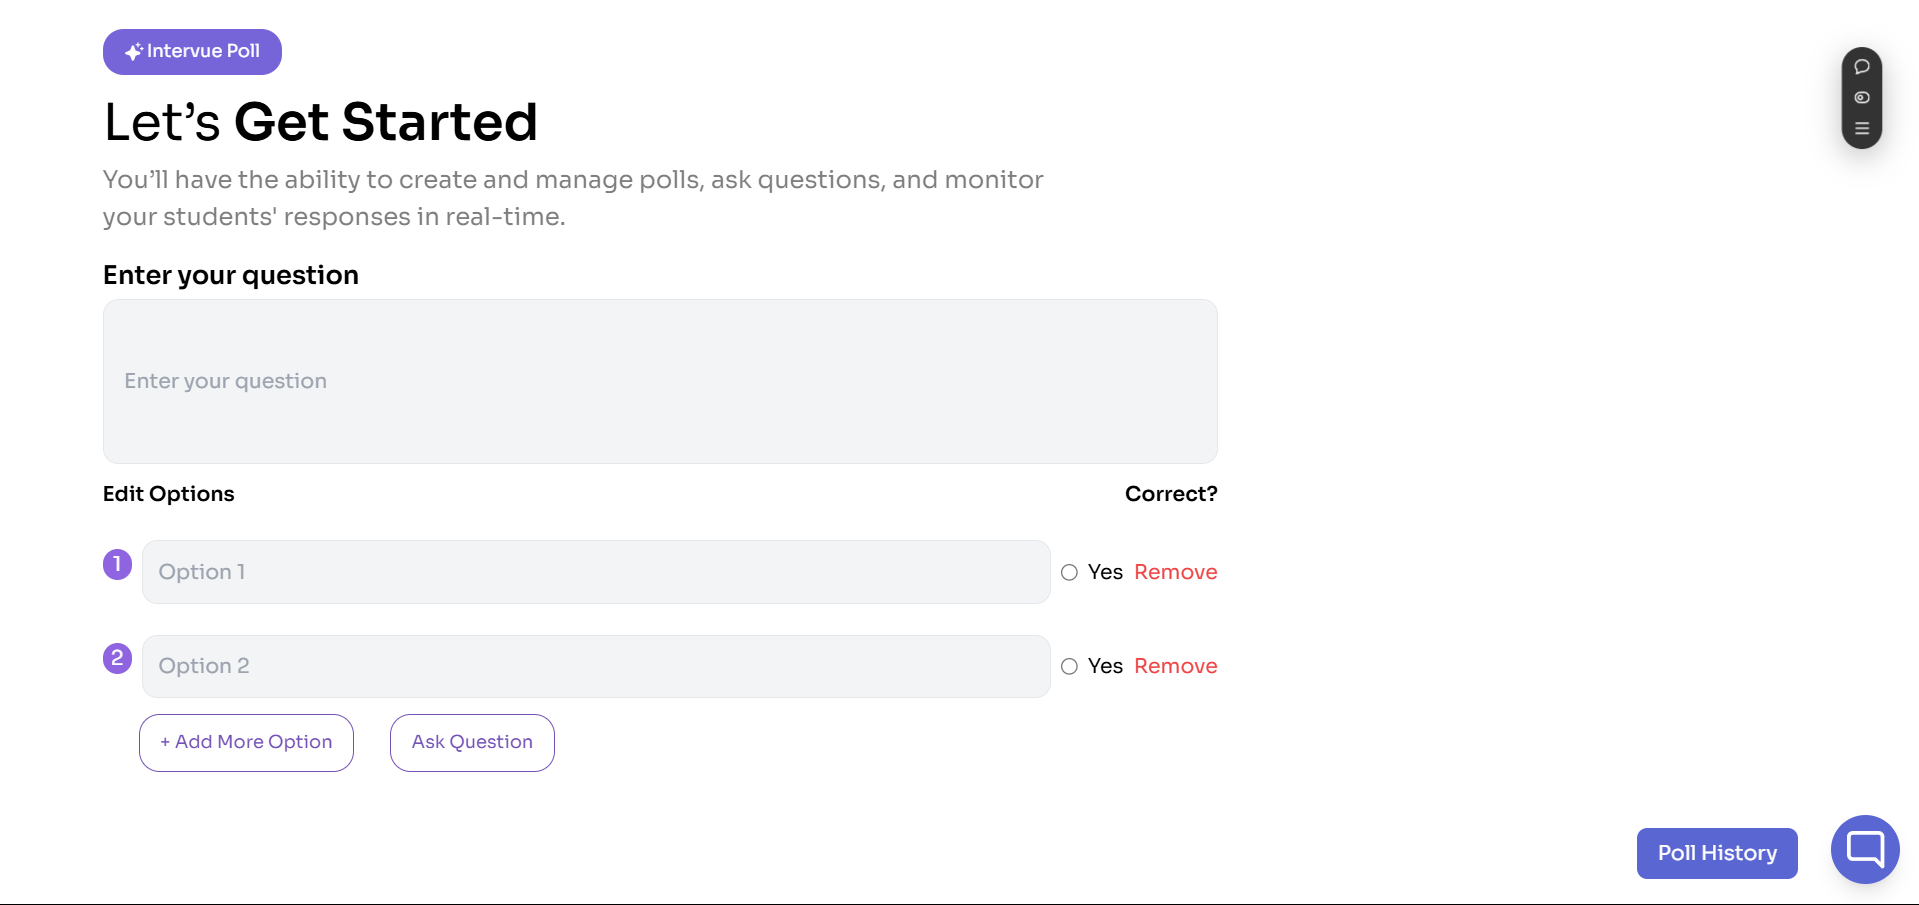 Intervue Poll
Let’s Get Started
You’ll have the ability to create and manage polls, ask questions, and monitor
your students' responses in real-time.
Enter your question
Enter your question
Edit Options
Correct?
1
Option 1
Yes
Remove
2
Option 2
Yes
Remove
+ Add More Option
Ask Question
Poll History